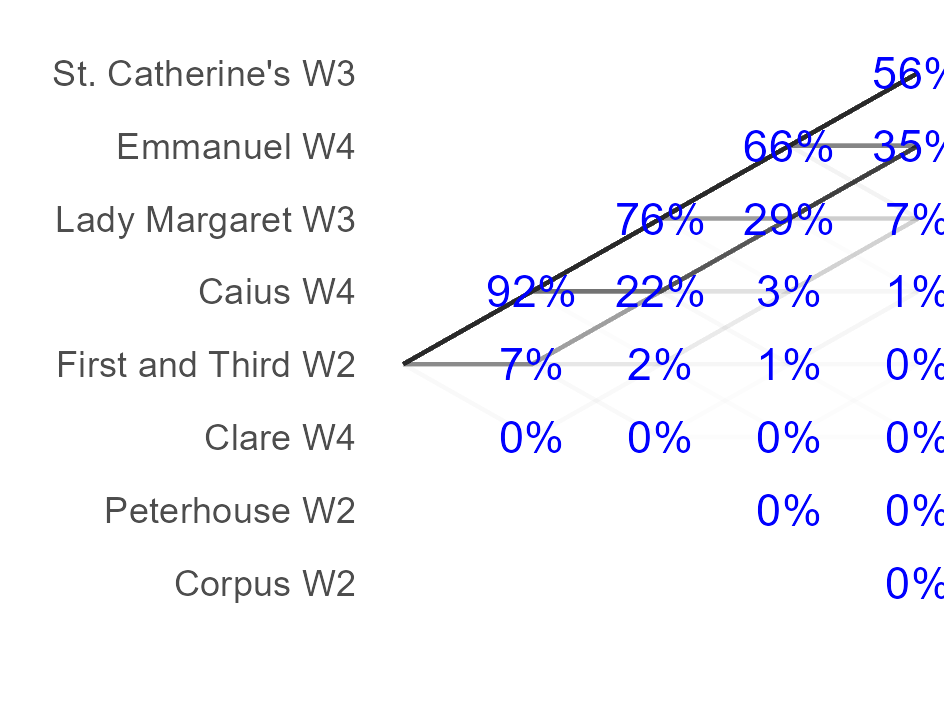 St. Catherine's W3 56%
Emmanuel W4 66% 35%
Lady Margaret W3 76% 29% 7%
Caius W4 92% 22% 3% 1%
First and Third W2 7% 2% 1% 0%
Clare W4 0% 0% 0% 0%
Peterhouse W2 0% 0%
Corpus W2 0%